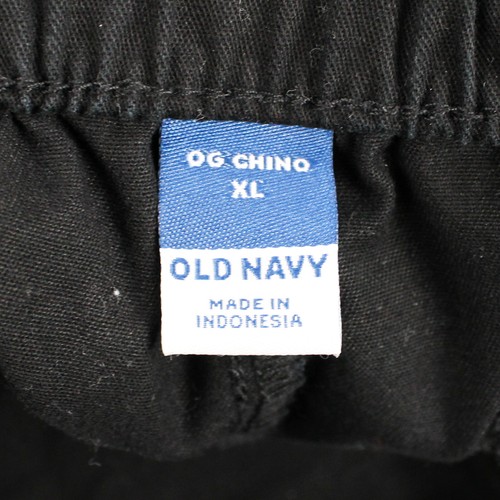 OG CHINO
XL
OLD NAVY
MADE IN
INDONESIA